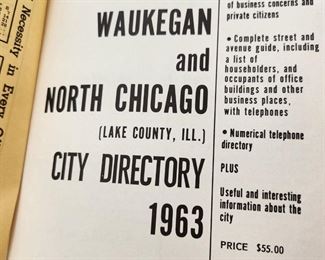 Necessity in Every
WAUKEGAN
and
NORTH CHICAGO
(LAKE COUNTY, ILL.)
CITY DIRECTORY
1963
of business concerns and
private citizens
• Complete street and
avenue guide, including
a list of
householders, and
occupants of office
buildings and other
business places,
with telephones
• Numerical telephone
directory
PLUS
Useful and interesting
information about the
city
PRICE $55.00